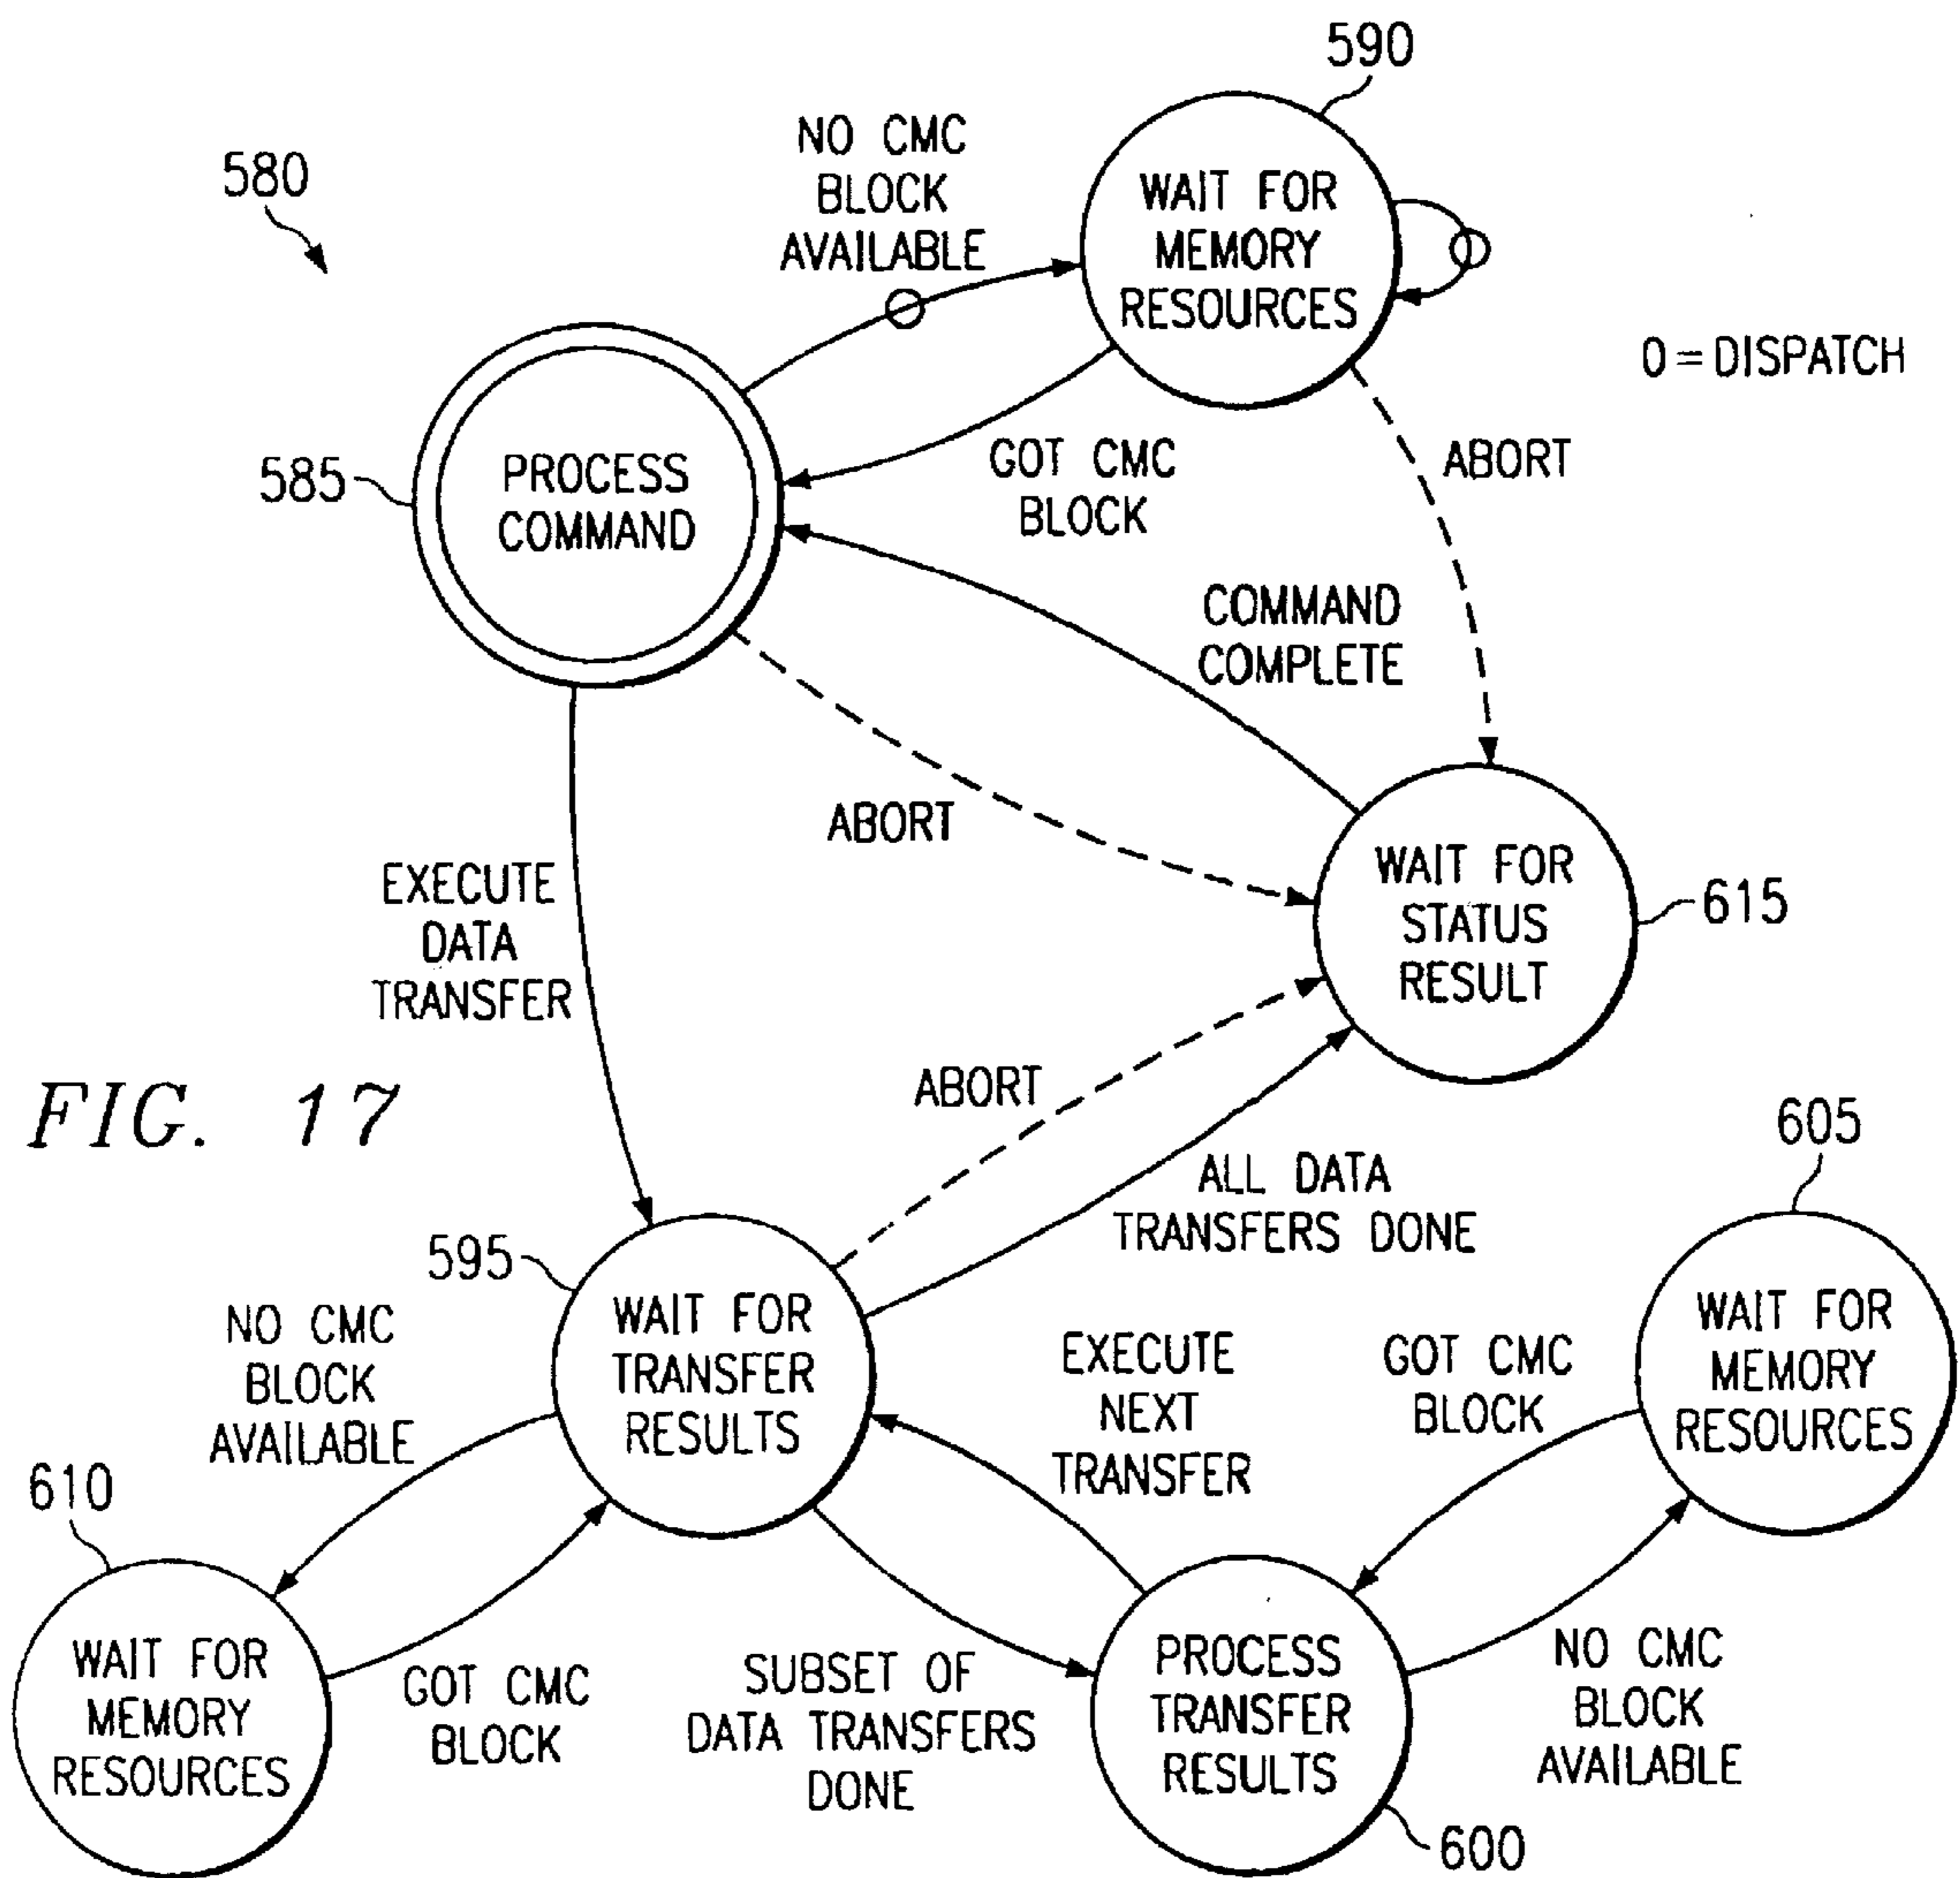 590
580
NO CMC
BLOCK
AVAILABLE
WAIT FOR
MEMORY
RESOURCES
O = DISPATCH
585
PROCESS
COMMAND
GOT CMC
BLOCK
ABORT
COMMAND
COMPLETE
ABORT
EXECUTE
DATA
TRANSFER
WAIT FOR
STATUS
RESULT
615
FIG. 17
ABORT
ALL DATA
TRANSFERS DONE
605
595
WAIT FOR
TRANSFER
RESULTS
NO CMC
BLOCK
AVAILABLE
EXECUTE
NEXT
TRANSFER
GOT CMC
BLOCK
WAIT FOR
MEMORY
RESOURCES
610
WAIT FOR
MEMORY
RESOURCES
GOT CMC
BLOCK
SUBSET OF
DATA TRANSFERS
DONE
PROCESS
TRANSFER
RESULTS
NO CMC
BLOCK
AVAILABLE
600